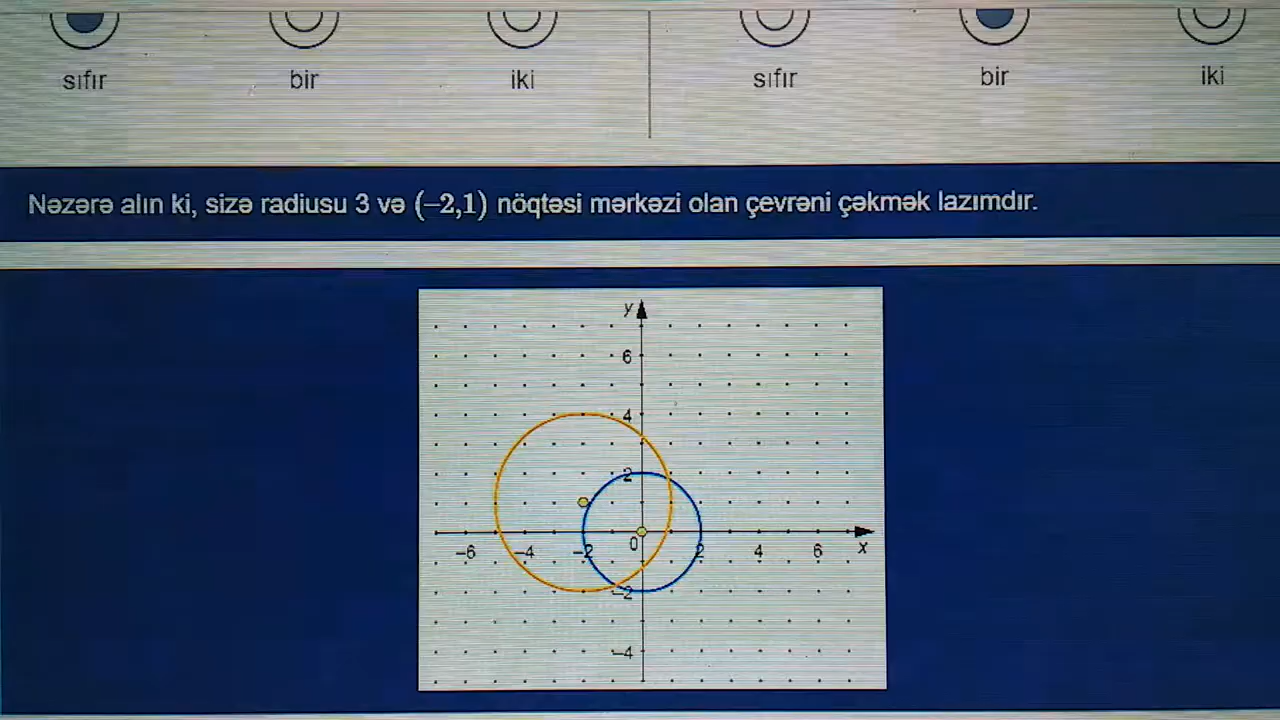 sıfır bir iki sıfır bir iki
Nəzərə alın ki, sizə radiusu 3 və (−2,1) nöqtəsi mərkəzi olan çevrəni çəkmək lazımdır.
y
6
4
2
−6 −4 −2 0 2 4 6 x
−2
−4